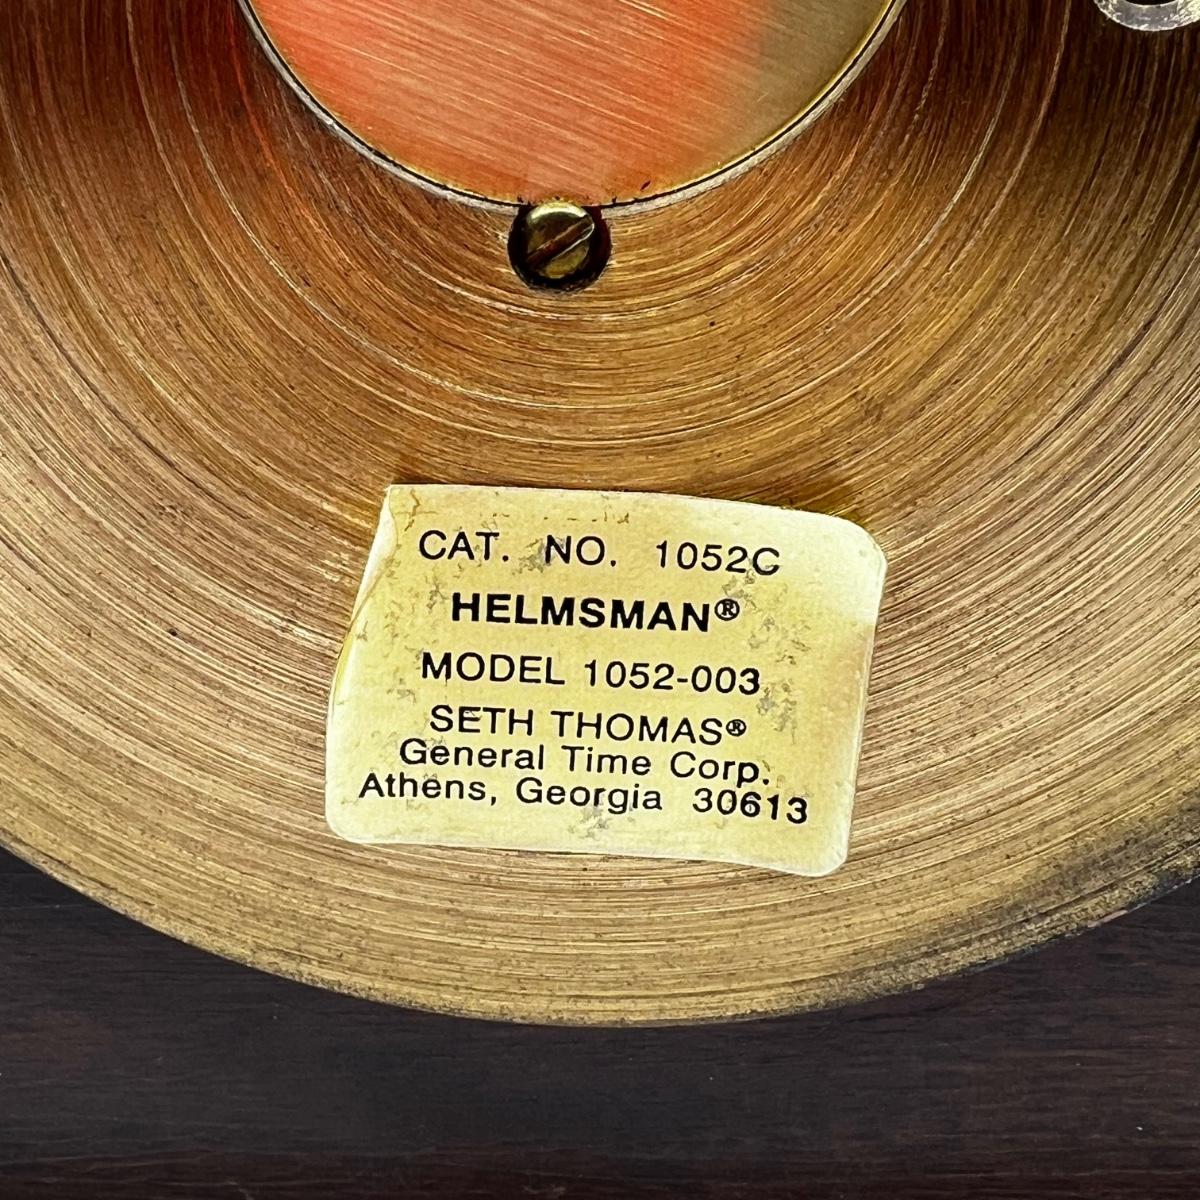 CAT. NO. 1052C
HELMSMAN®
MODEL 1052-003
SETH THOMAS®
General Time Corp.
Athens, Georgia 30613